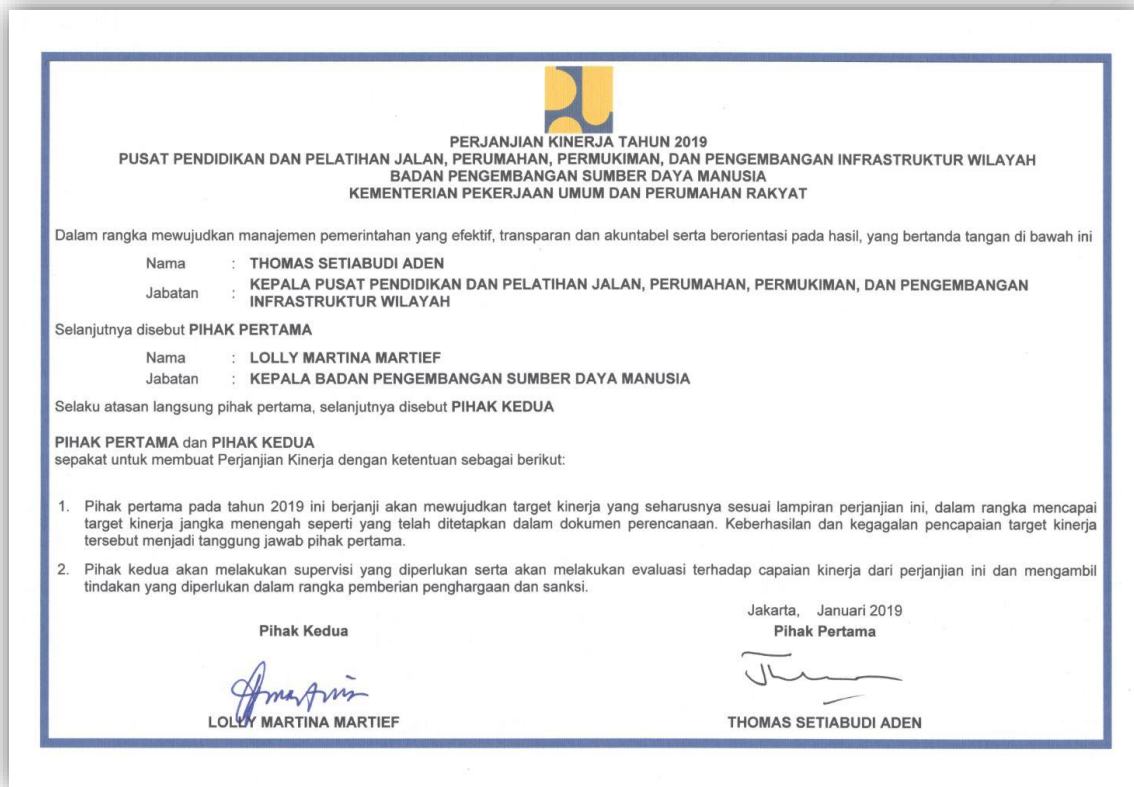 PERJANJIAN KINERJA TAHUN 2019
PUSAT PENDIDIKAN DAN PELATIHAN JALAN, PERUMAHAN, PERMUKIMAN, DAN PENGEMBANGAN INFRASTRUKTUR WILAYAH
BADAN PENGEMBANGAN SUMBER DAYA MANUSIA
KEMENTERIAN PEKERJAAN UMUM DAN PERUMAHAN RAKYAT
Dalam rangka mewujudkan manajemen pemerintahan yang efektif, transparan dan akuntabel serta berorientasi pada hasil, yang bertanda tangan di bawah ini
Nama : THOMAS SETIABUDI ADEN
Jabatan : KEPALA PUSAT PENDIDIKAN DAN PELATIHAN JALAN, PERUMAHAN, PERMUKIMAN, DAN PENGEMBANGAN
INFRASTRUKTUR WILAYAH
Selanjutnya disebut PIHAK PERTAMA
Nama : LOLLY MARTINA MARTIEF
Jabatan : KEPALA BADAN PENGEMBANGAN SUMBER DAYA MANUSIA
Selaku atasan langsung pihak pertama, selanjutnya disebut PIHAK KEDUA
PIHAK PERTAMA dan PIHAK KEDUA
sepakat untuk membuat Perjanjian Kinerja dengan ketentuan sebagai berikut:
1. Pihak pertama pada tahun 2019 ini berjanji akan mewujudkan target kinerja yang seharusnya sesuai lampiran perjanjian ini, dalam rangka mencapai
target kinerja jangka menengah seperti yang telah ditetapkan dalam dokumen perencanaan. Keberhasilan dan kegagalan pencapaian target kinerja
tersebut menjadi tanggung jawab pihak pertama.
2. Pihak kedua akan melakukan supervisi yang diperlukan serta akan melakukan evaluasi terhadap capaian kinerja dari perjanjian ini dan mengambil
tindakan yang diperlukan dalam rangka pemberian penghargaan dan sanksi.
Jakarta, Januari 2019
Pihak Kedua
Pihak Pertama
LOLLY MARTINA MARTIEF
THOMAS SETIABUDI ADEN